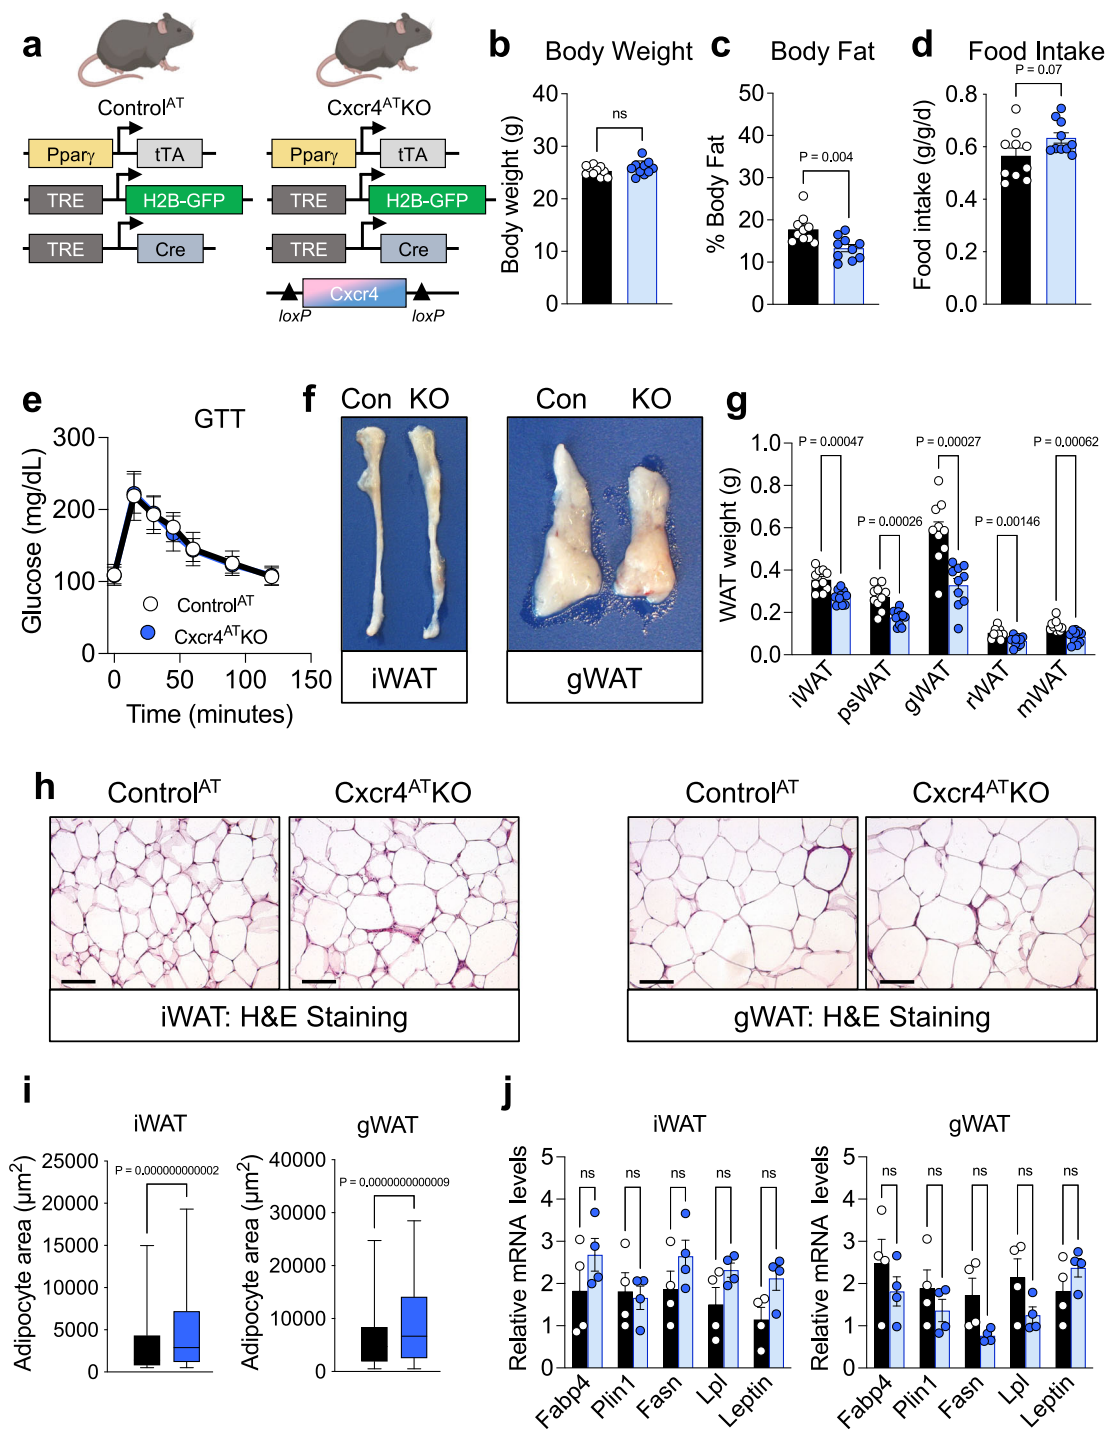 a
Control^AT
Cxcr4^ATKO
Pparγ
tTA
Pparγ
tTA
TRE
H2B-GFP
TRE
H2B-GFP
TRE
Cre
TRE
Cre
Cxcr4
loxP
loxP
b
Body Weight
Body weight (g)
40
30
20
10
0
ns
c
Body Fat
% Body Fat
50
40
30
20
10
0
P = 0.004
d
Food Intake
P = 0.07
Food intake (g/g/d)
0.8
0.6
0.4
0.2
0.0
e
GTT
Glucose (mg/dL)
300
200
100
0
Control^AT
Cxcr4^ATKO
0
50
100
150
Time (minutes)
f
Con
KO
Con
KO
iWAT
gWAT
g
WAT weight (g)
1.0
0.8
0.6
0.4
0.2
0.0
P = 0.00047
P = 0.00026
P = 0.00027
P = 0.00146
P = 0.00062
iWAT
psWAT
gWAT
rWAT
mWAT
h
Control^AT
Cxcr4^ATKO
Control^AT
Cxcr4^ATKO
iWAT: H&E Staining
gWAT: H&E Staining
i
iWAT
Adipocyte area (µm²)
25000
20000
15000
10000
5000
0
P = 0.000000000002
gWAT
Adipocyte area (µm²)
40000
30000
20000
10000
0
P = 0.0000000000009
j
iWAT
Relative mRNA levels
5
4
3
2
1
0
ns
ns
ns
ns
ns
Fabp4
Plin1
Fasn
Lpl
Leptin
gWAT
Relative mRNA levels
5
4
3
2
1
0
ns
ns
ns
ns
ns
Fabp4
Plin1
Fasn
Lpl
Leptin